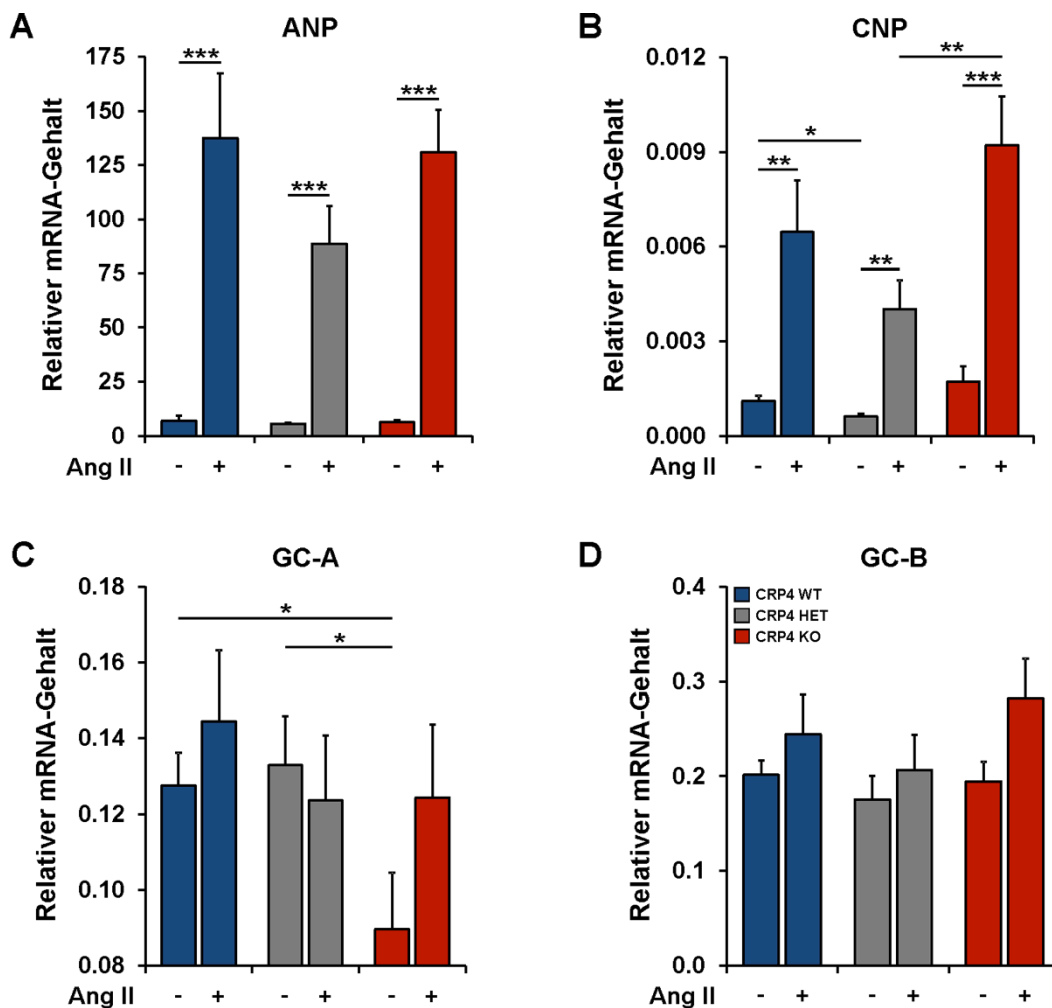 A
ANP
Relativer mRNA-Gehalt
175
150
125
100
75
50
25
0
***
***
***
Ang II - + - + - +
B
CNP
Relativer mRNA-Gehalt
0.012
0.009
0.006
0.003
0.000
**
***
*
**
**
Ang II - + - + - +
C
GC-A
Relativer mRNA-Gehalt
0.18
0.16
0.14
0.12
0.10
0.08
*
*
Ang II - + - + - +
D
GC-B
Relativer mRNA-Gehalt
0.4
0.3
0.2
0.1
0.0
CRP4 WT
CRP4 HET
CRP4 KO
Ang II - + - + - +